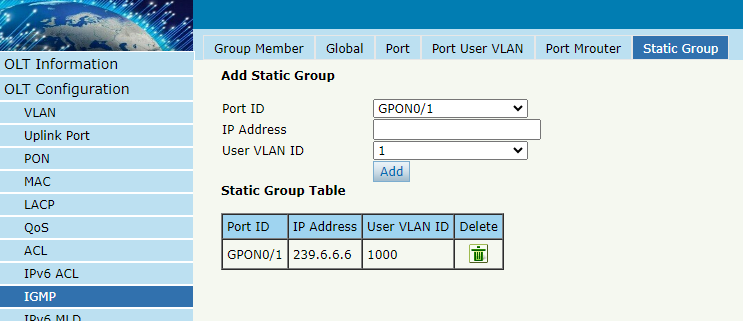 Group Member Global Port Port User VLAN Port Mrouter Static Group
OLT Information
OLT Configuration
VLAN
Uplink Port
PON
MAC
LACP
QoS
ACL
IPv6 ACL
IGMP
IPv6 MLD
Add Static Group
Port ID GPON0/1
IP Address
User VLAN ID 1
Add
Static Group Table
Port ID IP Address User VLAN ID Delete
GPON0/1 239.6.6.6 1000